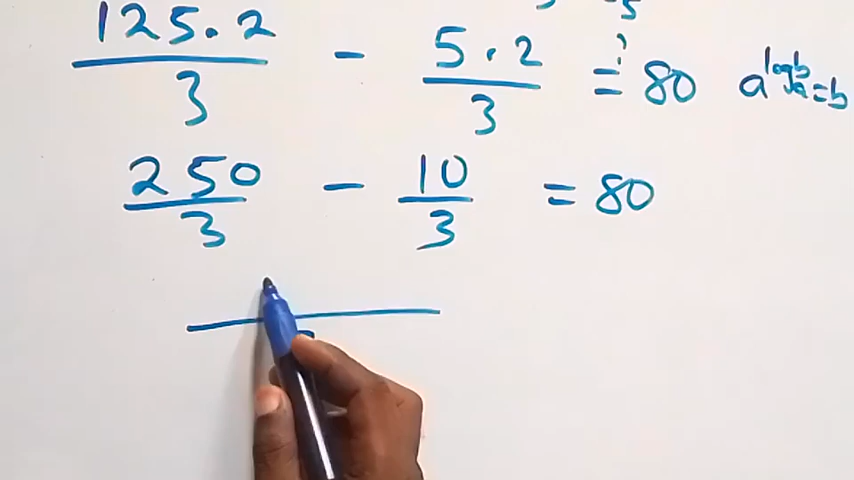 125.2/3 - 5.2/3 =? 80 a^log_a b = b
250/3 - 10/3 = 80